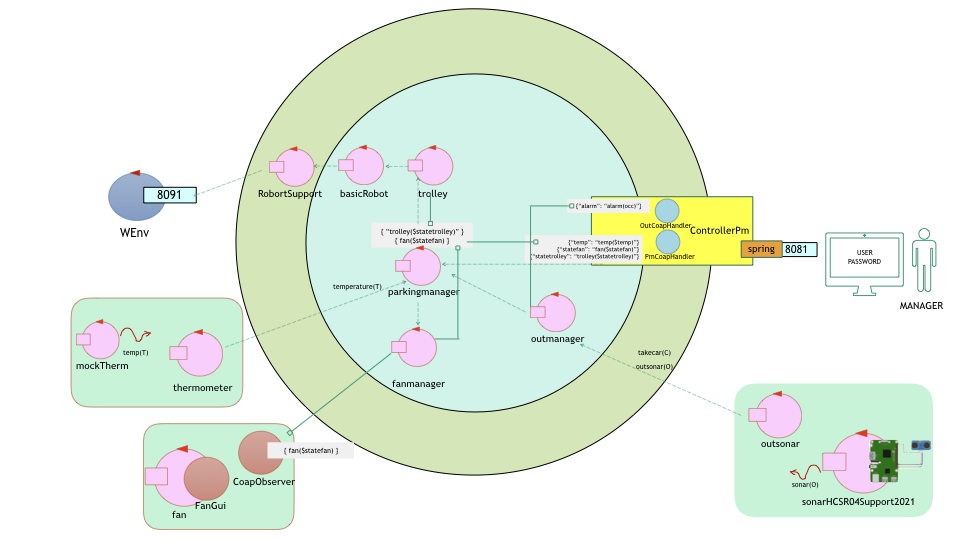 RobortSupport
basicRobot
trolley
8091
WEnv
{ "trolley($statetrolley)" }
{ fan($statefan) }
{"alarm": "alarm(occ)"}
OutCoapHandler
ControllerPm
{"temp": "temp($temp)"}
{"statefan": "fan($statefan)"}
{"statetrolley": "trolley($statetrolley)"}
PmCoapHandler
spring
8081
USER
PASSWORD
MANAGER
temperature(T)
parkingmanager
outmanager
temp(T)
mockTherm
thermometer
fanmanager
takecar(C)
outsonar(O)
{ fan($statefan) }
CoapObserver
FanGui
fan
outsonar
sonar(O)
sonarHCSR04Support2021